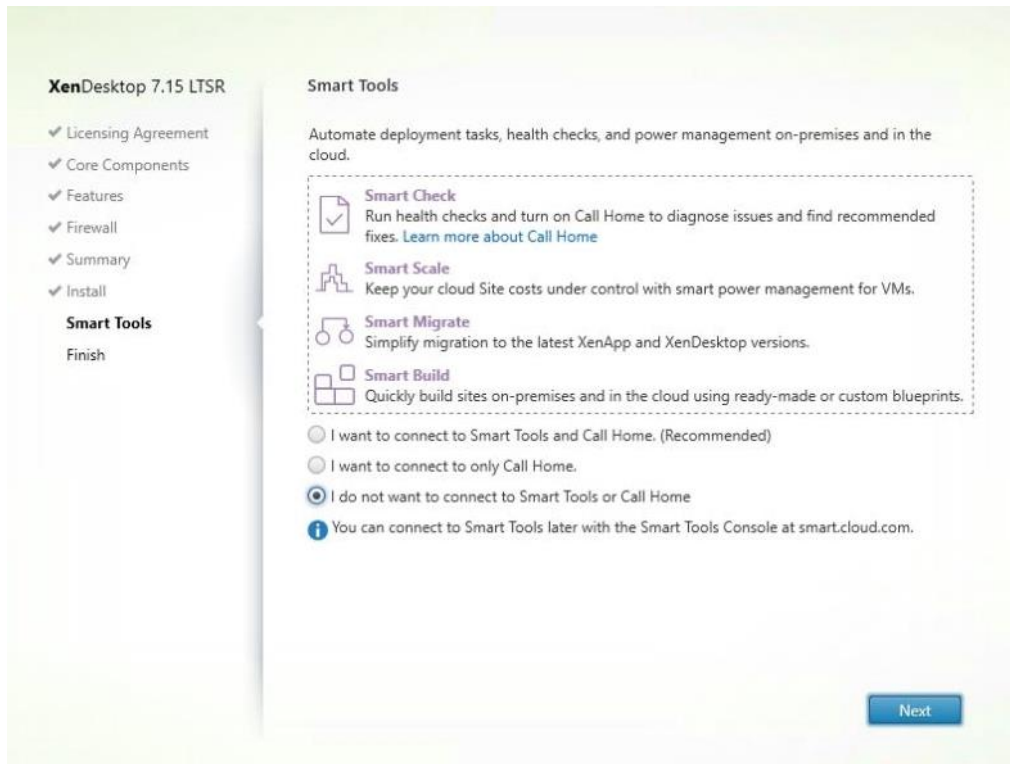 XenDesktop 7.15 LTSR
Licensing Agreement
Core Components
Features
Firewall
Summary
Install
Smart Tools
Finish
Smart Tools
Automate deployment tasks, health checks, and power management on-premises and in the
cloud.
Smart Check
Run health checks and turn on Call Home to diagnose issues and find recommended
fixes. Learn more about Call Home
Smart Scale
Keep your cloud Site costs under control with smart power management for VMs.
Smart Migrate
Simplify migration to the latest XenApp and XenDesktop versions.
Smart Build
Quickly build sites on-premises and in the cloud using ready-made or custom blueprints.
I want to connect to Smart Tools and Call Home. (Recommended)
I want to connect to only Call Home.
I do not want to connect to Smart Tools or Call Home
You can connect to Smart Tools later with the Smart Tools Console at smart.cloud.com.
Next